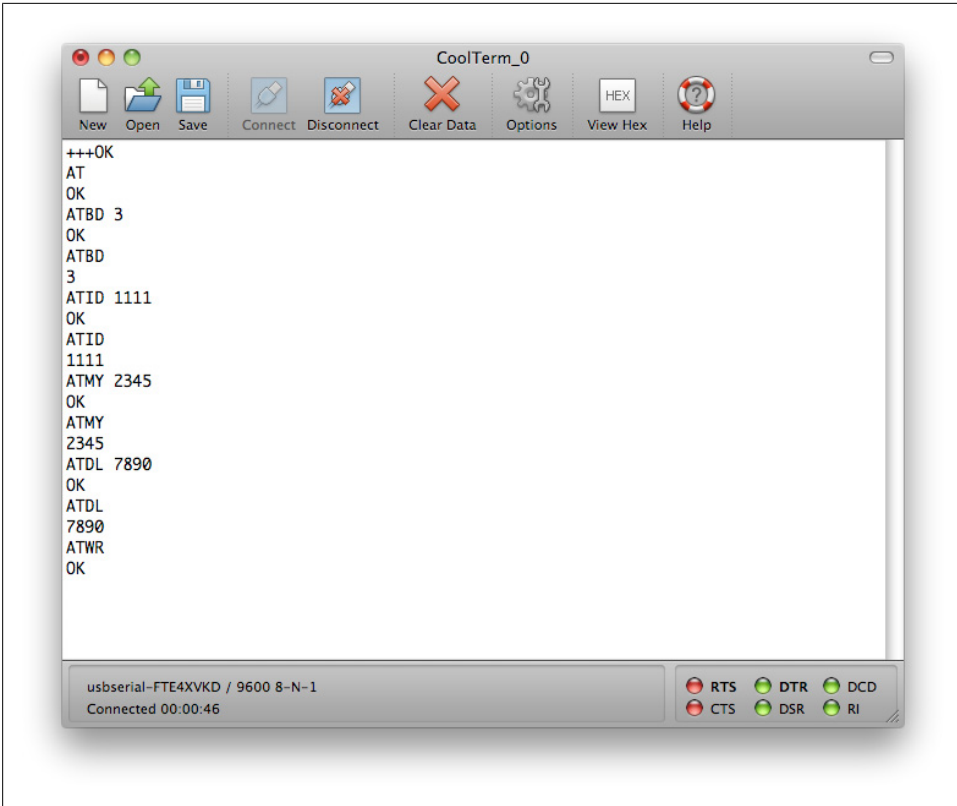 CoolTerm_0
New Open Save Connect Disconnect Clear Data Options View Hex Help
HEX
+++OK
AT
OK
ATBD 3
OK
ATBD
3
ATID 1111
OK
ATID
1111
ATMY 2345
OK
ATMY
2345
ATDL 7890
OK
ATDL
7890
ATWR
OK
usbserial-FTE4XVKD / 9600 8-N-1
Connected 00:00:46
RTS DTR DCD
CTS DSR RI